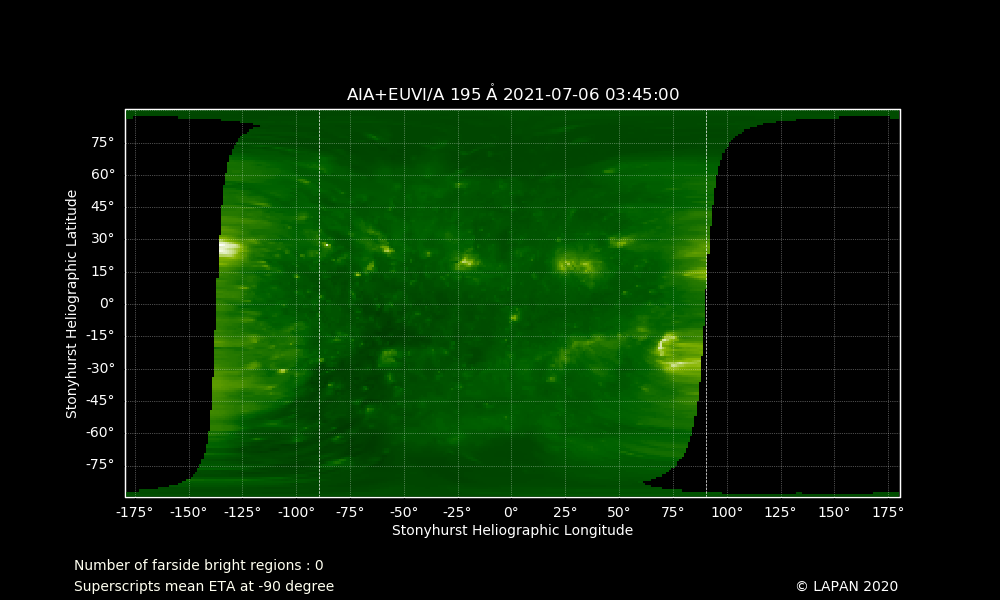 AIA+EUVI/A 195 Å 2021-07-06 03:45:00
Stonyhurst Heliographic Latitude
75°
60°
45°
30°
15°
0°
-15°
-30°
-45°
-60°
-75°
-175° -150° -125° -100° -75° -50° -25° 0° 25° 50° 75° 100° 125° 150° 175°
Stonyhurst Heliographic Longitude
Number of farside bright regions : 0
Superscripts mean ETA at -90 degree
© LAPAN 2020